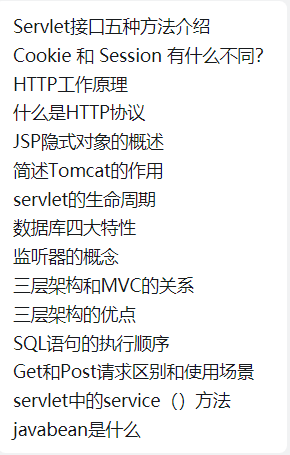 Servlet接口五种方法介绍
Cookie 和 Session 有什么不同?
HTTP工作原理
什么是HTTP协议
JSP隐式对象的概述
简述Tomcat的作用
servlet的生命周期
数据库四大特性
监听器的概念
三层架构和MVC的关系
三层架构的优点
SQL语句的执行顺序
Get和Post请求区别和使用场景
servlet中的service（）方法
javabean是什么